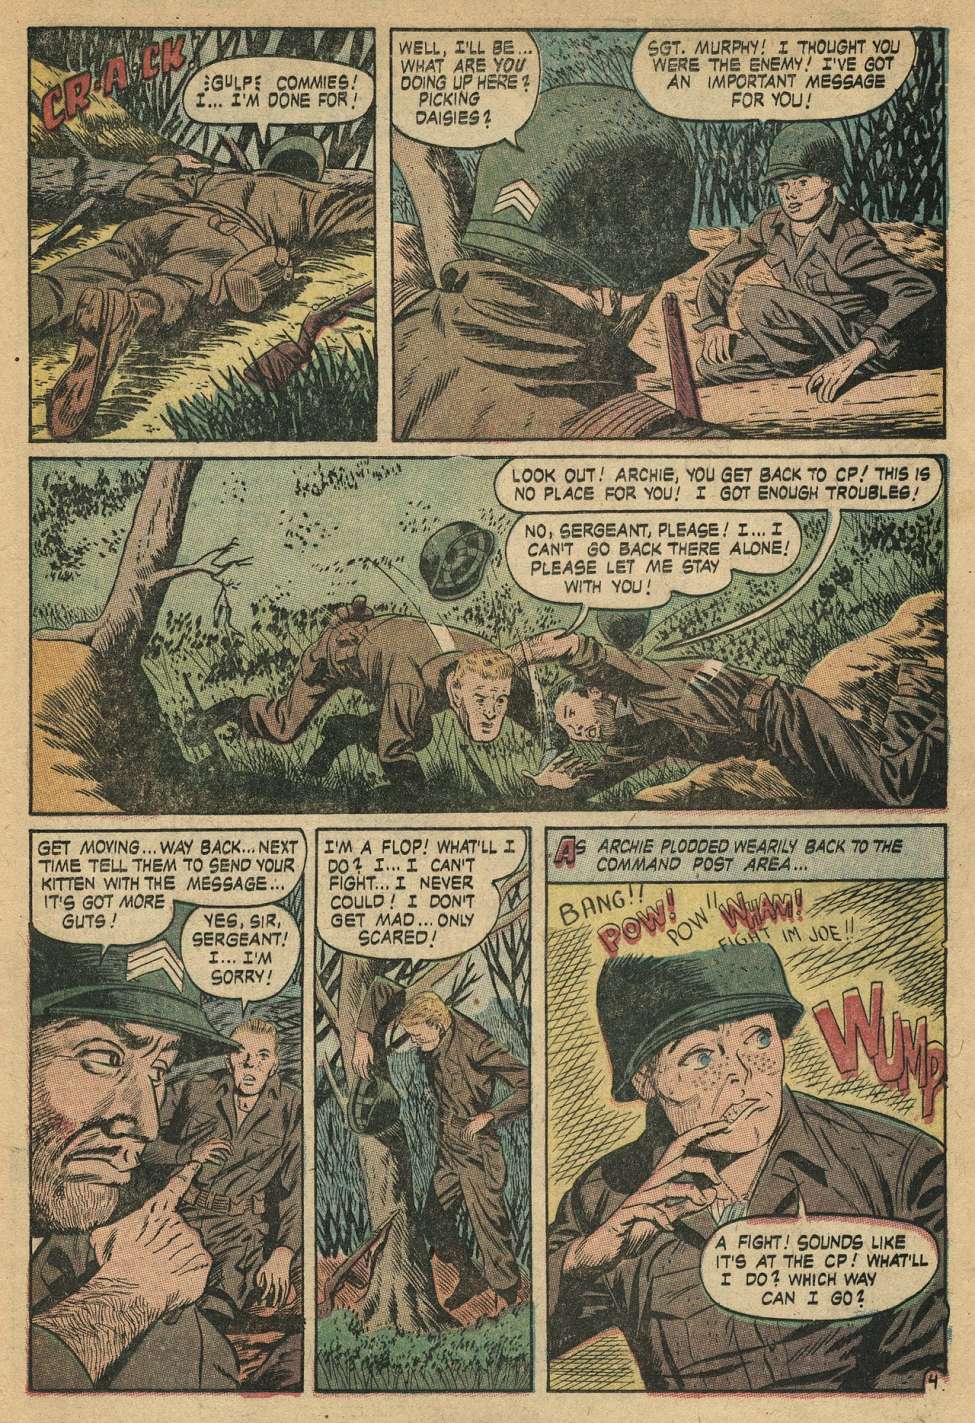 CR-A-CK!
:GULP: COMMIES!
I... I'M DONE FOR!
WELL, I'LL BE...
WHAT ARE YOU
DOING UP HERE?
PICKING
DAISIES?
SGT. MURPHY! I THOUGHT YOU
WERE THE ENEMY! I'VE GOT
AN IMPORTANT MESSAGE
FOR YOU!
LOOK OUT! ARCHIE, YOU GET BACK TO CP! THIS IS
NO PLACE FOR YOU! I GOT ENOUGH TROUBLES!
NO, SERGEANT, PLEASE! I... I
CAN'T GO BACK THERE ALONE!
PLEASE LET ME STAY
WITH YOU!
GET MOVING...WAY BACK...NEXT
TIME TELL THEM TO SEND YOUR
KITTEN WITH THE MESSAGE...
IT'S GOT MORE
GUTS!
YES, SIR,
SERGEANT!
I... I'M
SORRY!
I'M A FLOP! WHAT'LL I
DO? I... I CAN'T
FIGHT... I NEVER
COULD! I DON'T
GET MAD...ONLY
SCARED!
AS ARCHIE PLODDED WEARILY BACK TO THE
COMMAND POST AREA...
BANG!!
POW!
POW!!
WHAM!
FIGHT IM JOE!!
WUMP
A FIGHT! SOUNDS LIKE
IT'S AT THE CP! WHAT'LL
I DO? WHICH WAY
CAN I GO?
4